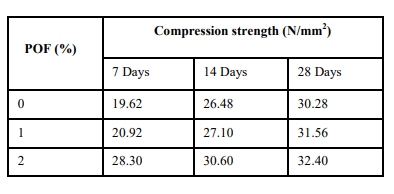 POF (%) Compression strength (N/mm²)
7 Days 14 Days 28 Days
0 19.62 26.48 30.28
1 20.92 27.10 31.56
2 28.30 30.60 32.40